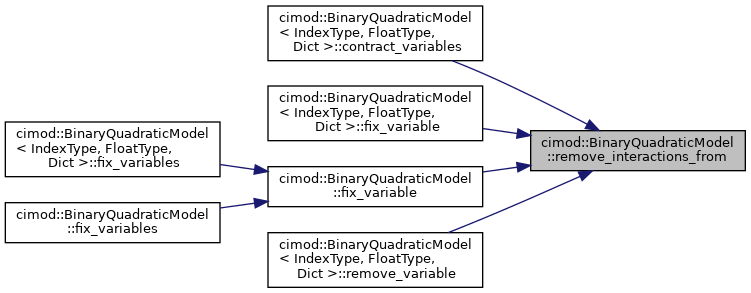 cimod::BinaryQuadraticModel
< IndexType, FloatType,
Dict >::contract_variables
cimod::BinaryQuadraticModel
< IndexType, FloatType,
Dict >::fix_variable
cimod::BinaryQuadraticModel
< IndexType, FloatType,
Dict >::fix_variables
cimod::BinaryQuadraticModel
::remove_interactions_from
cimod::BinaryQuadraticModel
::fix_variable
cimod::BinaryQuadraticModel
::fix_variables
cimod::BinaryQuadraticModel
< IndexType, FloatType,
Dict >::remove_variable